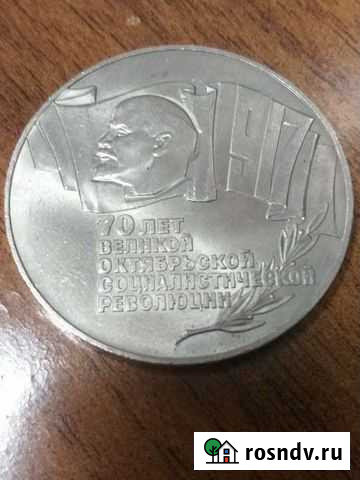 1917
70 ЛЕТ
ВЕЛИКОЙ
ОКТЯБРЬСКОЙ
СОЦИАЛИСТИЧЕСКОЙ
РЕВОЛЮЦИИ
rosndv.ru